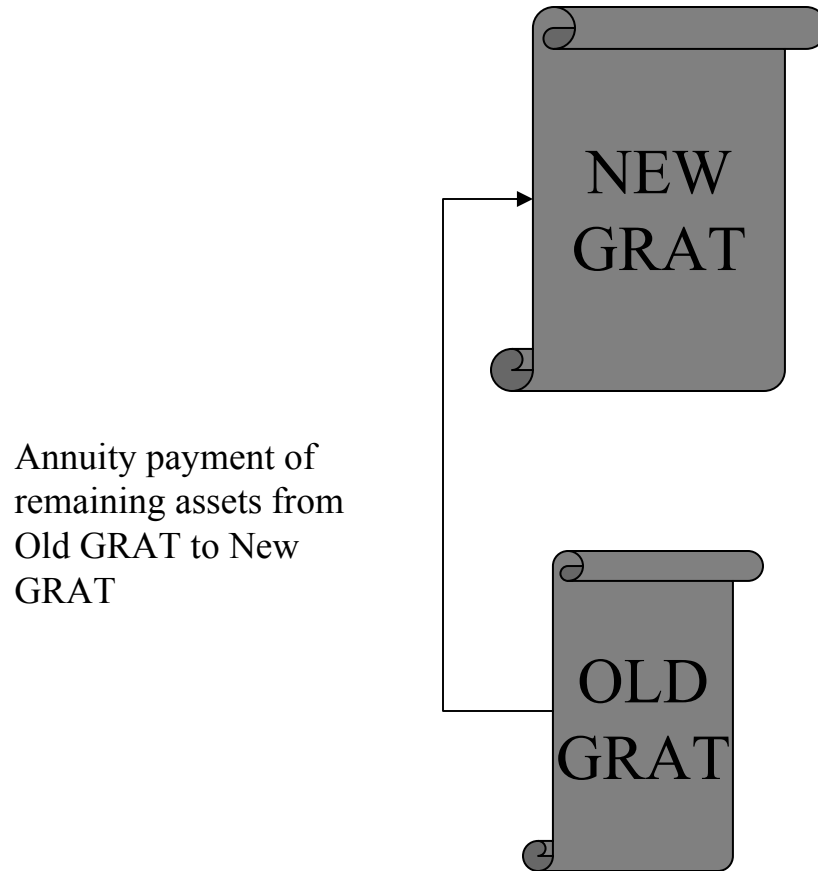 NEW
GRAT
Annuity payment of
remaining assets from
Old GRAT to New
GRAT
OLD
GRAT